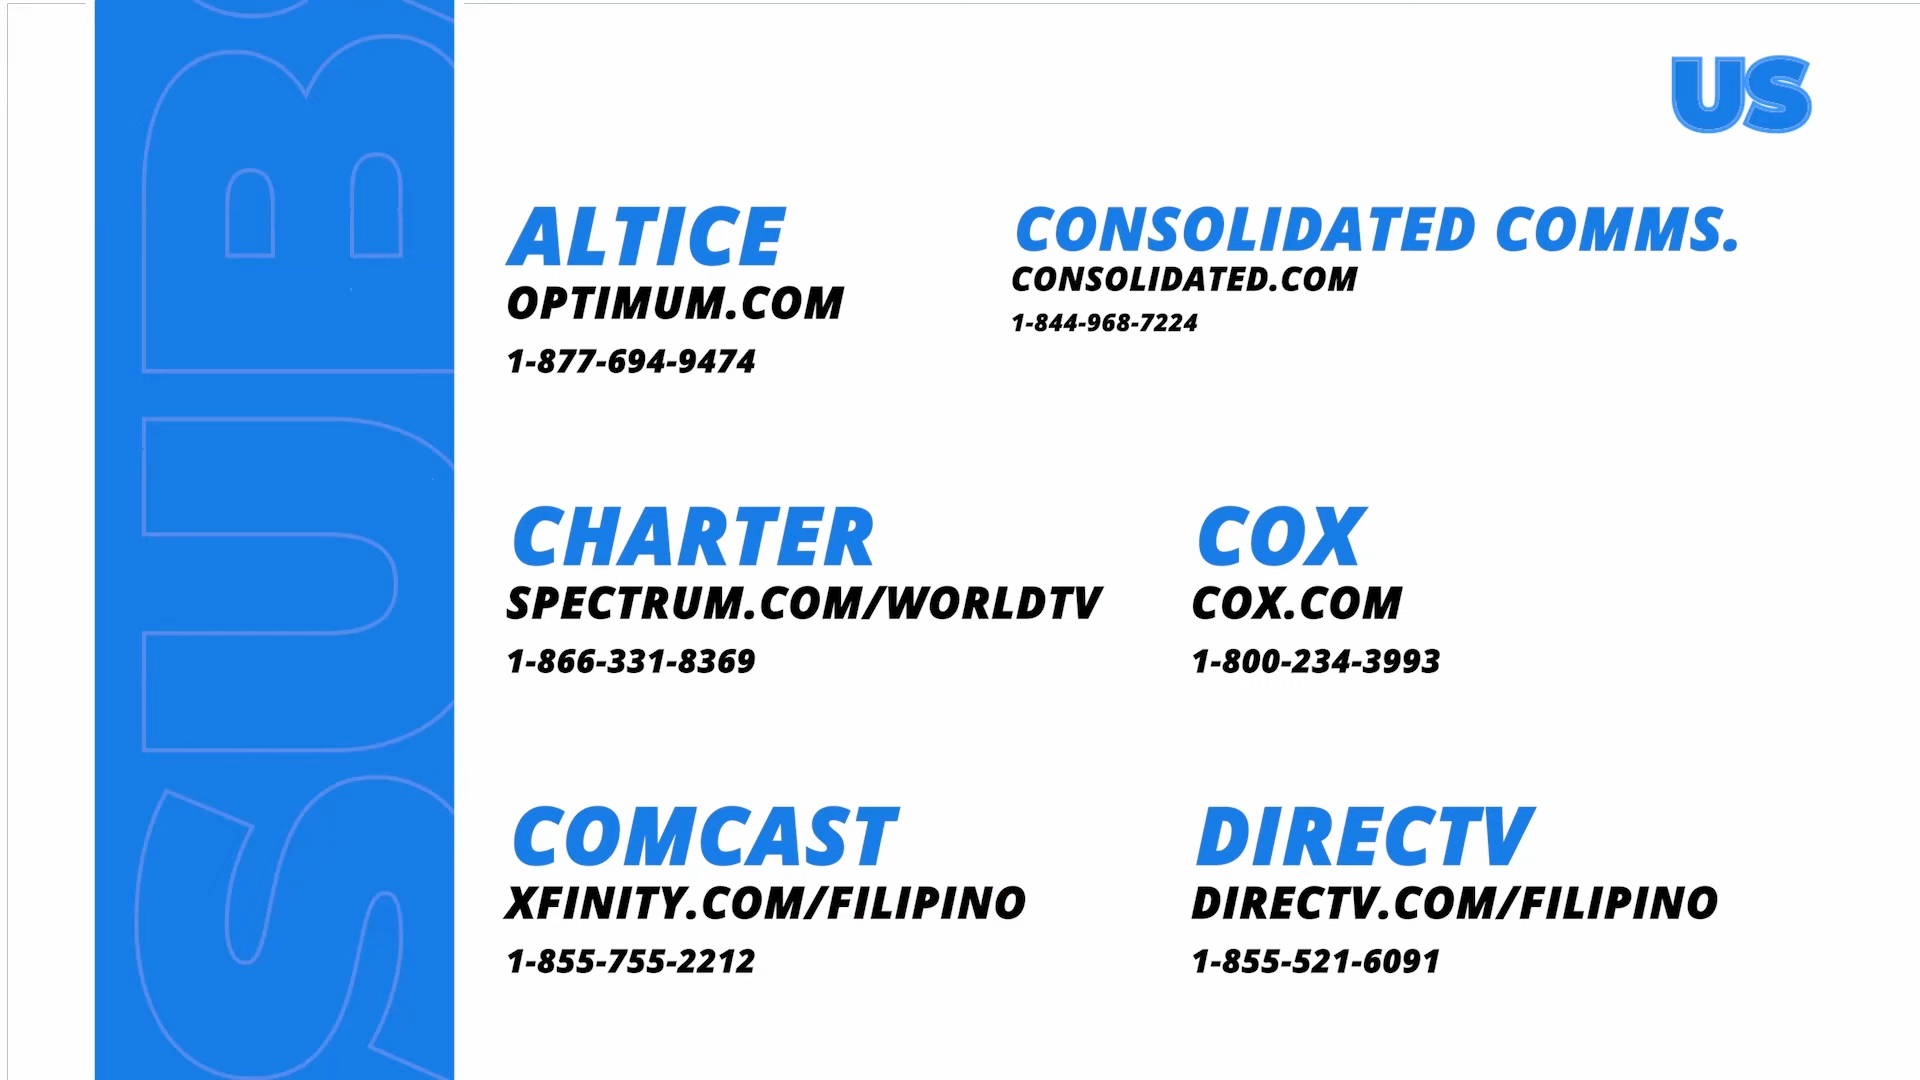 US
ALTICE
OPTIMUM.COM
1-877-694-9474
CONSOLIDATED COMMS.
CONSOLIDATED.COM
1-844-968-7224
CHARTER
SPECTRUM.COM/WORLDTV
1-866-331-8369
COX
COX.COM
1-800-234-3993
COMCAST
XFINITY.COM/FILIPINO
1-855-755-2212
DIRECTV
DIRECTV.COM/FILIPINO
1-855-521-6091
SUB